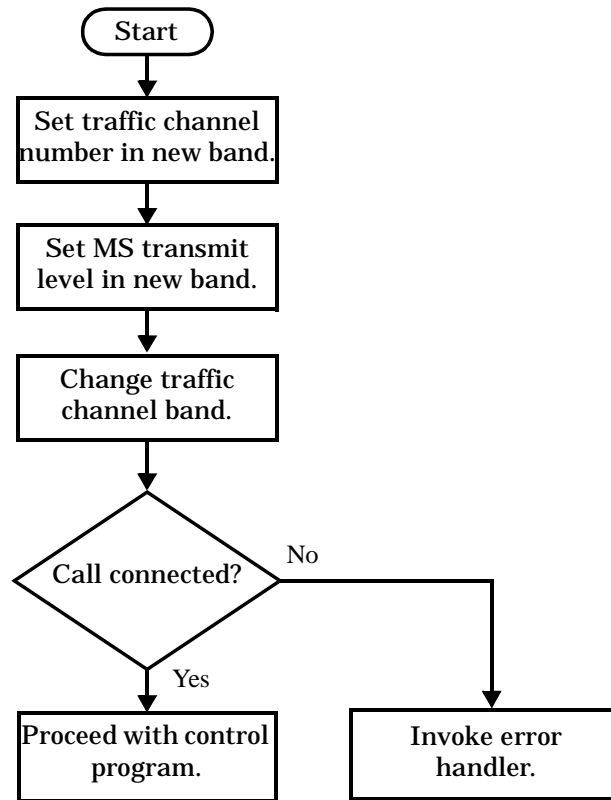 Start
Set traffic channel
number in new band.
Set MS transmit
level in new band.
Change traffic
channel band.
Call connected?
No
Yes
Proceed with control
program.
Invoke error
handler.